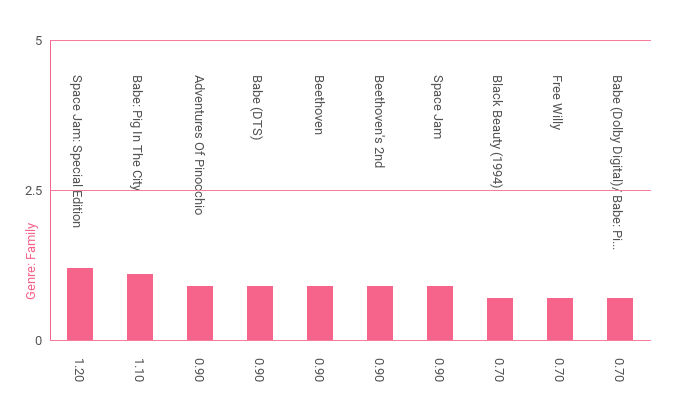 5
2.5
0
Genre: Family
Space Jam: Special Edition
Babe: Pig In The City
Adventures Of Pinocchio
Babe (DTS)
Beethoven
Beethoven's 2nd
Space Jam
Black Beauty (1994)
Free Willy
Babe (Dolby Digital)/ Babe: Pi...
1.20
1.10
0.90
0.90
0.90
0.90
0.90
0.70
0.70
0.70